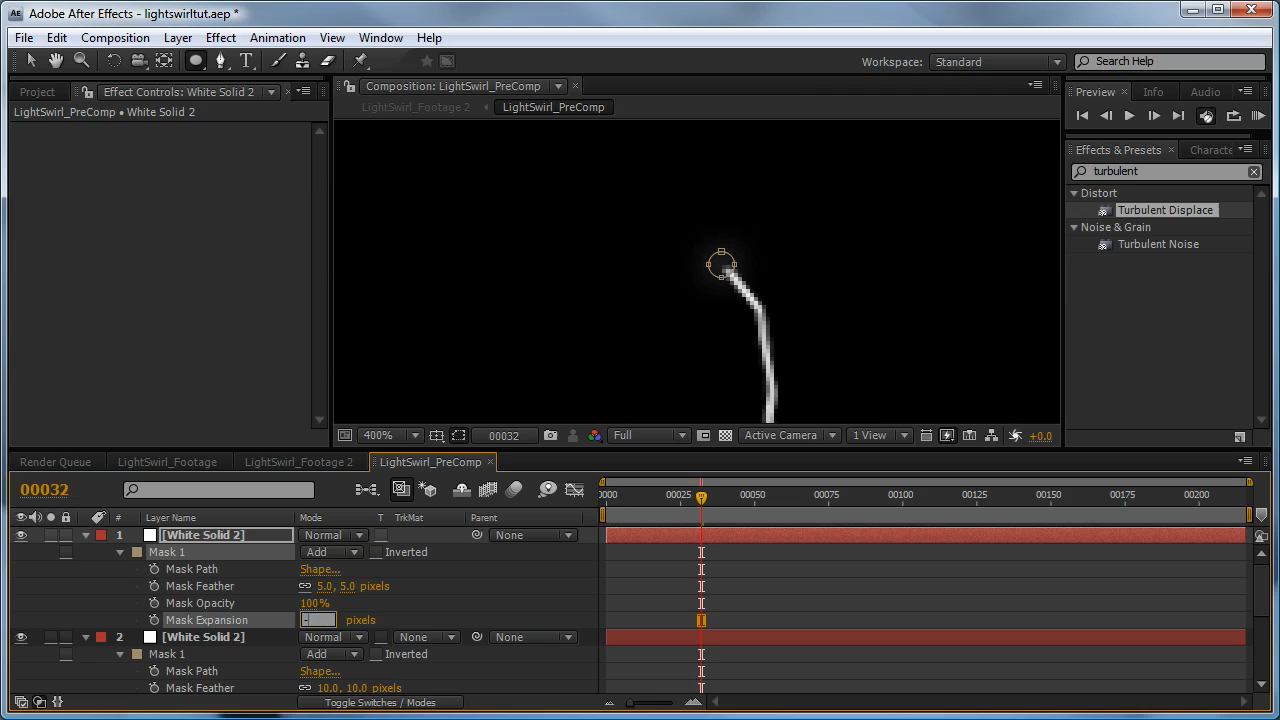 Ae Adobe After Effects - lightswirltut.aep *
File Edit Composition Layer Effect Animation View Window Help
Workspace: Standard Search Help
Project Effect Controls: White Solid 2
LightSwirl_PreComp • White Solid 2
Composition: LightSwirl_PreComp
LightSwirl_Footage 2 LightSwirl_PreComp
Preview Info Audio
Effects & Presets Characte
turbulent
Distort
Turbulent Displace
Noise & Grain
Turbulent Noise
400% 00032 Full Active Camera 1 View +0.0
Render Queue LightSwirl_Footage LightSwirl_Footage 2 LightSwirl_PreComp
00032
0000 00025 00050 00075 00100 00125 00150 00175 00200
# Layer Name Mode T TrkMat Parent
1 [White Solid 2] Normal None
Mask 1 Add Inverted
Mask Path Shape...
Mask Feather 5.0, 5.0 pixels
Mask Opacity 100%
Mask Expansion - pixels
2 [White Solid 2] Normal None None
Mask 1 Add Inverted
Mask Path Shape...
Mask Feather 10.0, 10.0 pixels
Toggle Switches / Modes